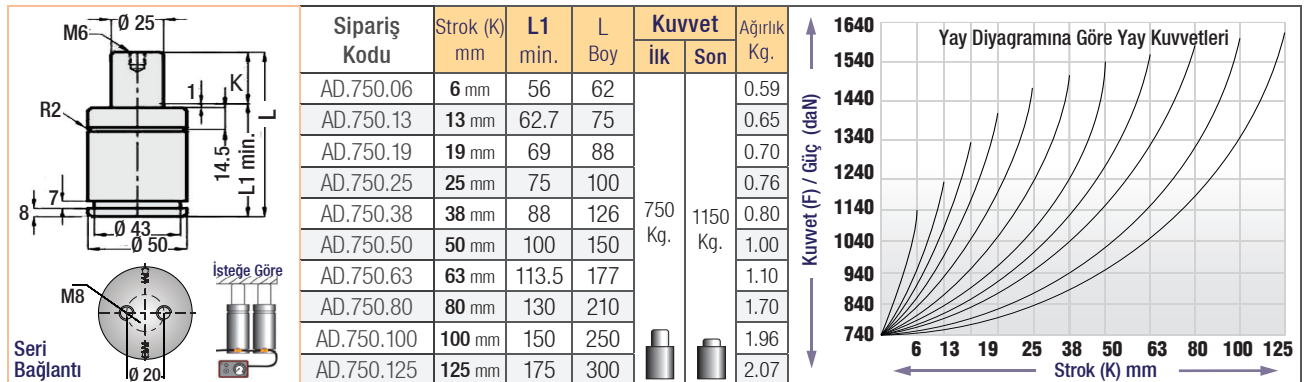 Ø 25
M6
R2
1
K
L
14.5
L1 min.
7
8
Ø 43
Ø 50
M8
Ø 20
Seri
Bağlantı
İsteğe Göre
Sipariş Kodu | Strok (K) mm | L1 min. | L Boy | Kuvvet İlk | Kuvvet Son | Ağırlık Kg.
AD.750.06 | 6 mm | 56 | 62 | 0.59
AD.750.13 | 13 mm | 62.7 | 75 | 0.65
AD.750.19 | 19 mm | 69 | 88 | 0.70
AD.750.25 | 25 mm | 75 | 100 | 0.76
AD.750.38 | 38 mm | 88 | 126 | 0.80
AD.750.50 | 50 mm | 100 | 150 | 1.00
AD.750.63 | 63 mm | 113.5 | 177 | 1.10
AD.750.80 | 80 mm | 130 | 210 | 1.70
AD.750.100 | 100 mm | 150 | 250 | 1.96
AD.750.125 | 125 mm | 175 | 300 | 2.07
750 Kg.
1150 Kg.
Yay Diyagramına Göre Yay Kuvvetleri
Kuvvet (F) / Güç (daN)
1640
1540
1440
1340
1240
1140
1040
940
840
740
6 13 19 25 38 50 63 80 100 125
Strok (K) mm